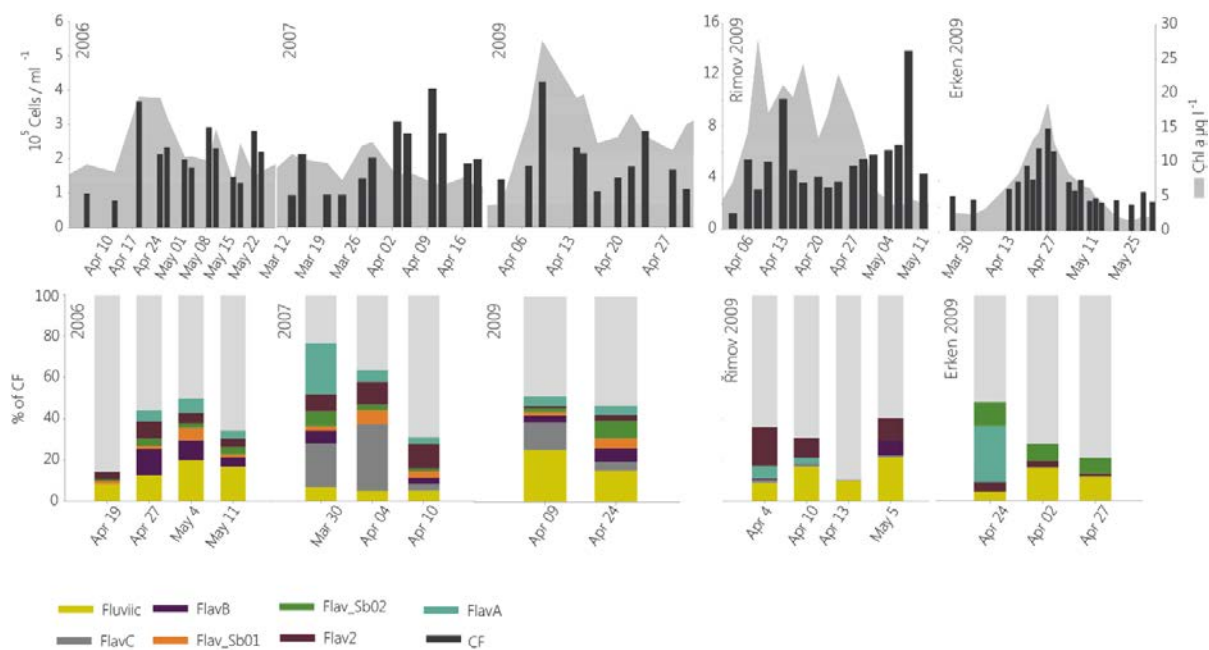 6
5
4
3
2
1
0
10⁵ Cells / ml ⁻¹
2006
2007
2009
16
12
8
4
0
Rimov 2009
Erken 2009
30
25
20
15
10
5
0
Chl a µg l⁻¹
Apr 10
Apr 17
Apr 24
May 01
May 08
May 15
May 22
Mar 12
Mar 19
Mar 26
Apr 02
Apr 09
Apr 16
Apr 06
Apr 13
Apr 20
Apr 27
Apr 06
Apr 13
Apr 20
Apr 27
May 04
May 11
Mar 30
Apr 13
Apr 27
May 11
May 25
100
80
60
40
20
0
% of CF
2006
2007
2009
Řimov 2009
Erken 2009
Apr 19
Apr 27
May 4
May 11
Mar 30
Apr 04
Apr 10
Apr 09
Apr 24
Apr 4
Apr 10
Apr 13
May 5
Apr 24
Apr 02
Apr 27
Fluviic
FlavB
Flav_Sb02
FlavA
FlavC
Flav_Sb01
Flav2
CF